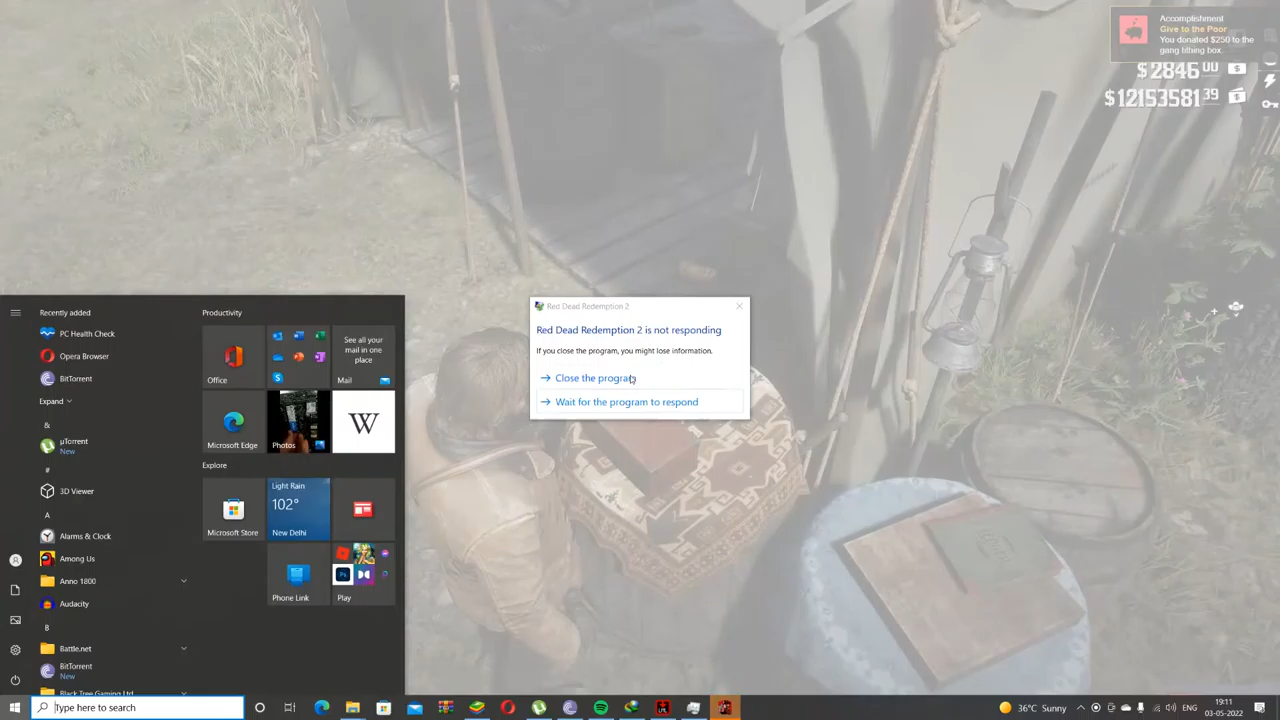 Accomplishment
Give to the Poor
You donated $250 to the
gang tithing box.
$2846 00 $
$12153581 39 $
Recently added
PC Health Check
Opera Browser
BitTorrent
Expand
&
µTorrent
New
#
3D Viewer
A
Alarms & Clock
Among Us
Anno 1800
Audacity
B
Battle.net
BitTorrent
New
Black Tree Gaming Ltd
Productivity
Office
See all your
mail in one
place
Mail
Microsoft Edge
Photos
W
Explore
Microsoft Store
Light Rain
102°
New Delhi
Phone Link
Play
Red Dead Redemption 2
Red Dead Redemption 2 is not responding
If you close the program, you might lose information.
Close the program
Wait for the program to respond
Type here to search
36°C Sunny
19:11
03-05-2022